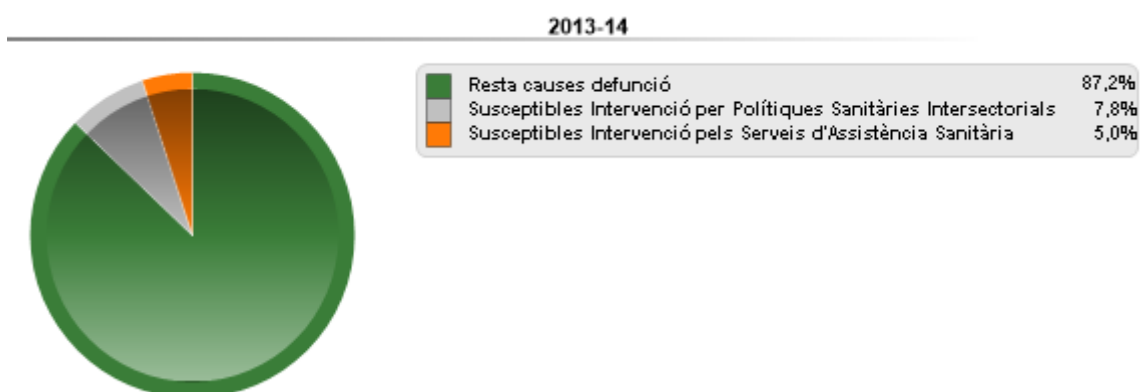 2013-14
Resta causes defunció 87,2%
Susceptibles Intervenció per Polítiques Sanitàries Intersectorials 7,8%
Susceptibles Intervenció pels Serveis d'Assistència Sanitària 5,0%